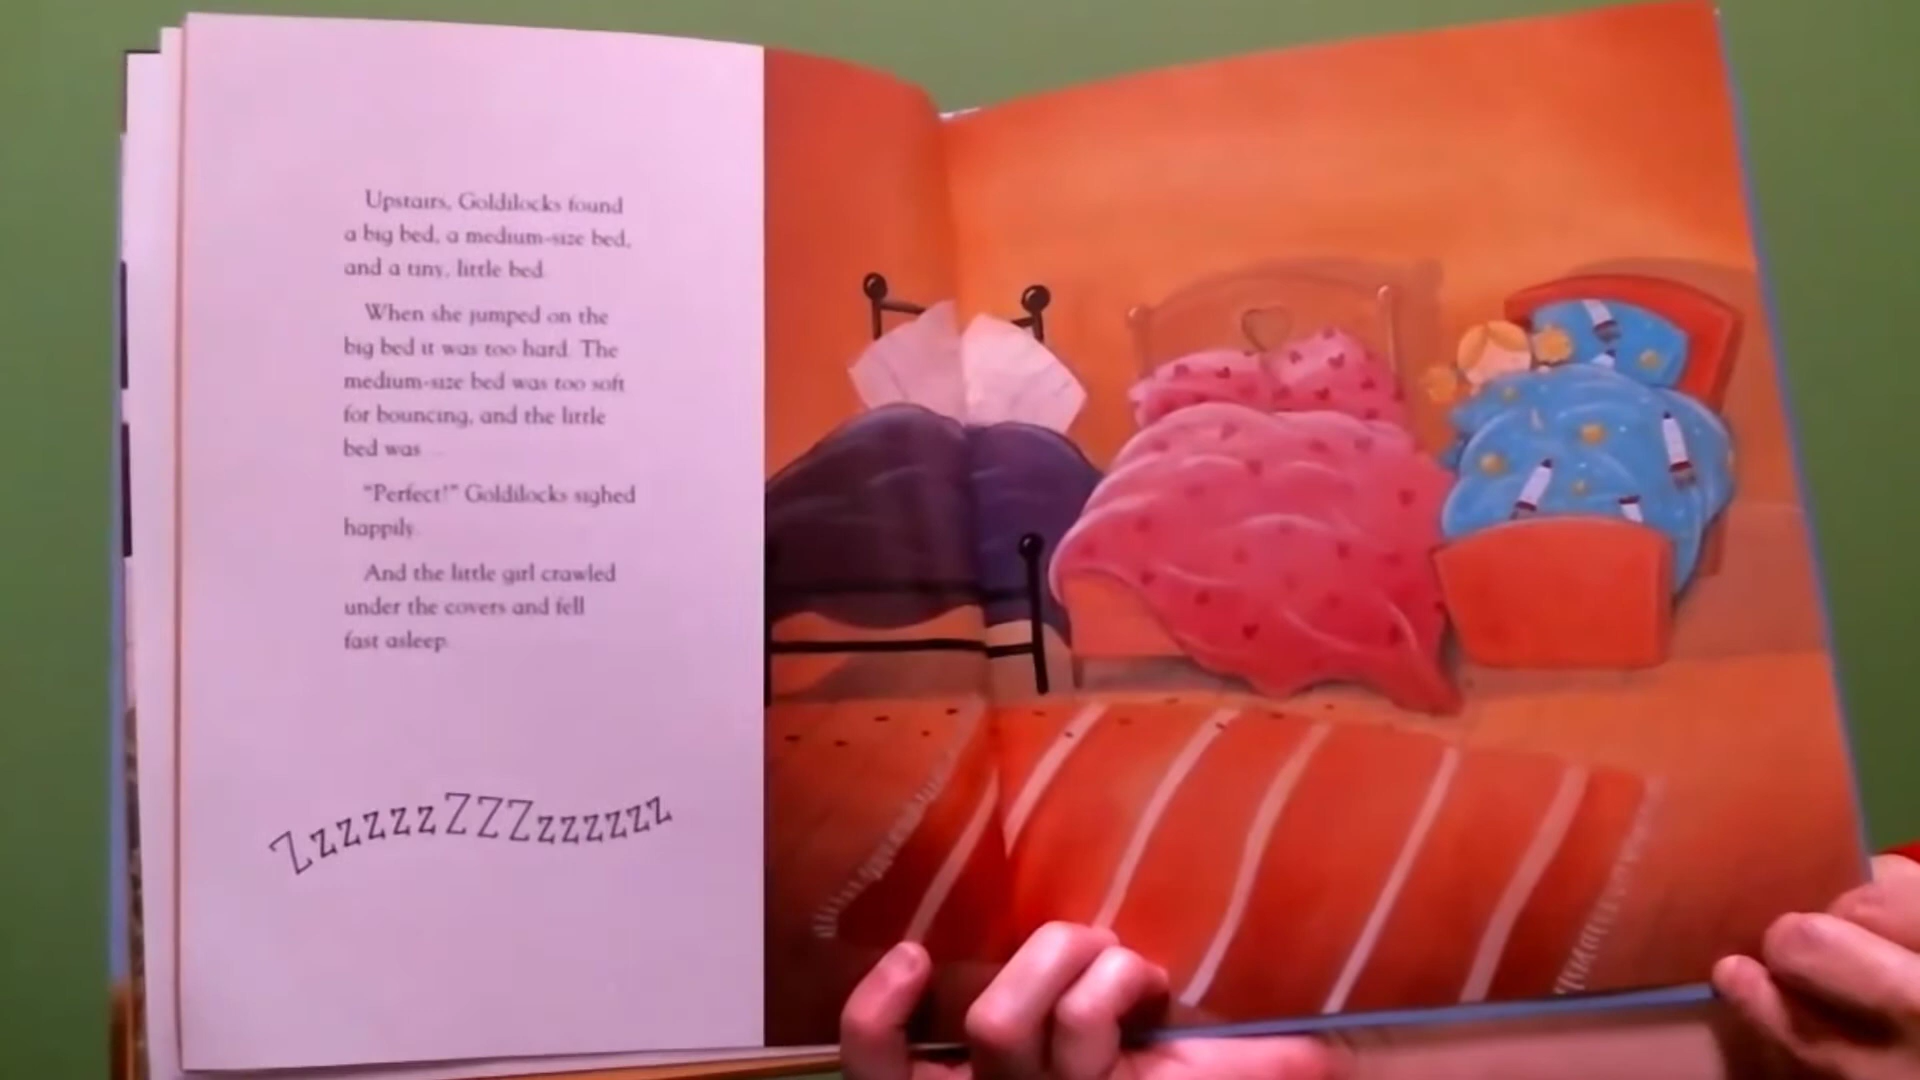 Upstairs, Goldilocks found
a big bed, a medium-size bed,
and a tiny, little bed.
When she jumped on the
big bed it was too hard. The
medium-size bed was too soft
for bouncing, and the little
bed was . . .
"Perfect!" Goldilocks sighed
happily.
And the little girl crawled
under the covers and fell
fast asleep.
ZzzzzzzZZZzzzzzz